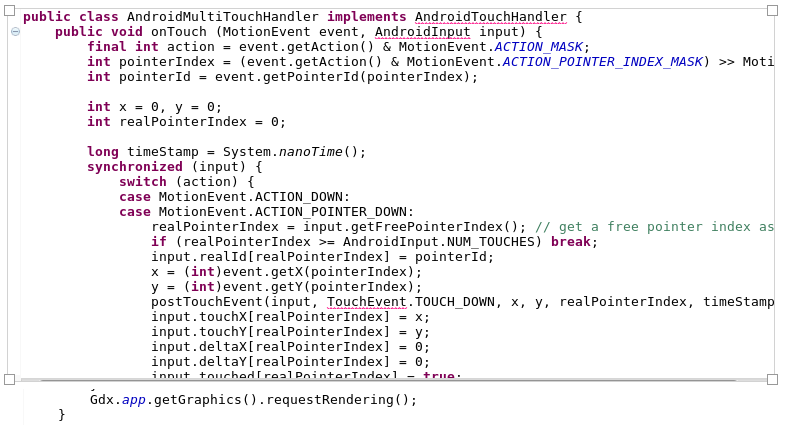 public class AndroidMultiTouchHandler implements AndroidTouchHandler {
public void onTouch (MotionEvent event, AndroidInput input) {
final int action = event.getAction() & MotionEvent.ACTION_MASK;
int pointerIndex = (event.getAction() & MotionEvent.ACTION_POINTER_INDEX_MASK) >> Moti
int pointerId = event.getPointerId(pointerIndex);
int x = 0, y = 0;
int realPointerIndex = 0;
long timeStamp = System.nanoTime();
synchronized (input) {
switch (action) {
case MotionEvent.ACTION_DOWN:
case MotionEvent.ACTION_POINTER_DOWN:
realPointerIndex = input.getFreePointerIndex(); // get a free pointer index as
if (realPointerIndex >= AndroidInput.NUM_TOUCHES) break;
input.realId[realPointerIndex] = pointerId;
x = (int)event.getX(pointerIndex);
y = (int)event.getY(pointerIndex);
postTouchEvent(input, TouchEvent.TOUCH_DOWN, x, y, realPointerIndex, timeStamp
input.touchX[realPointerIndex] = x;
input.touchY[realPointerIndex] = y;
input.deltaX[realPointerIndex] = 0;
input.deltaY[realPointerIndex] = 0;
input.touched[realPointerIndex] = true;
}
Gdx.app.getGraphics().requestRendering();
}